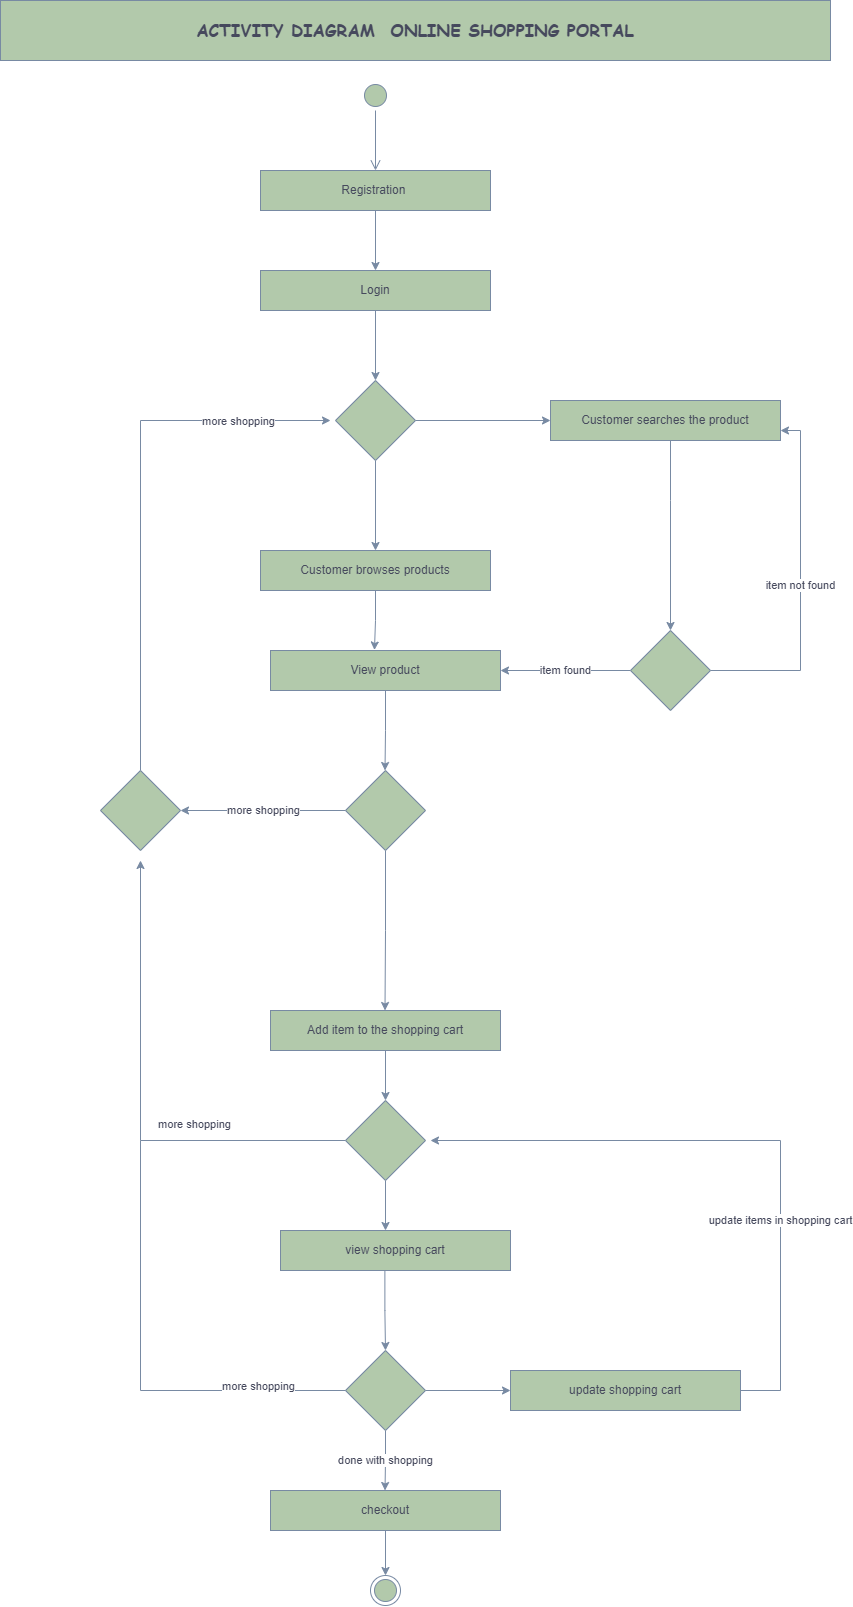 ACTIVITY DIAGRAM  ONLINE SHOPPING PORTAL
Registration
Login
more shopping
Customer searches the product
Customer browses products
item not found
View product
item found
more shopping
Add item to the shopping cart
more shopping
update items in shopping cart
view shopping cart
more shopping
update shopping cart
done with shopping
checkout